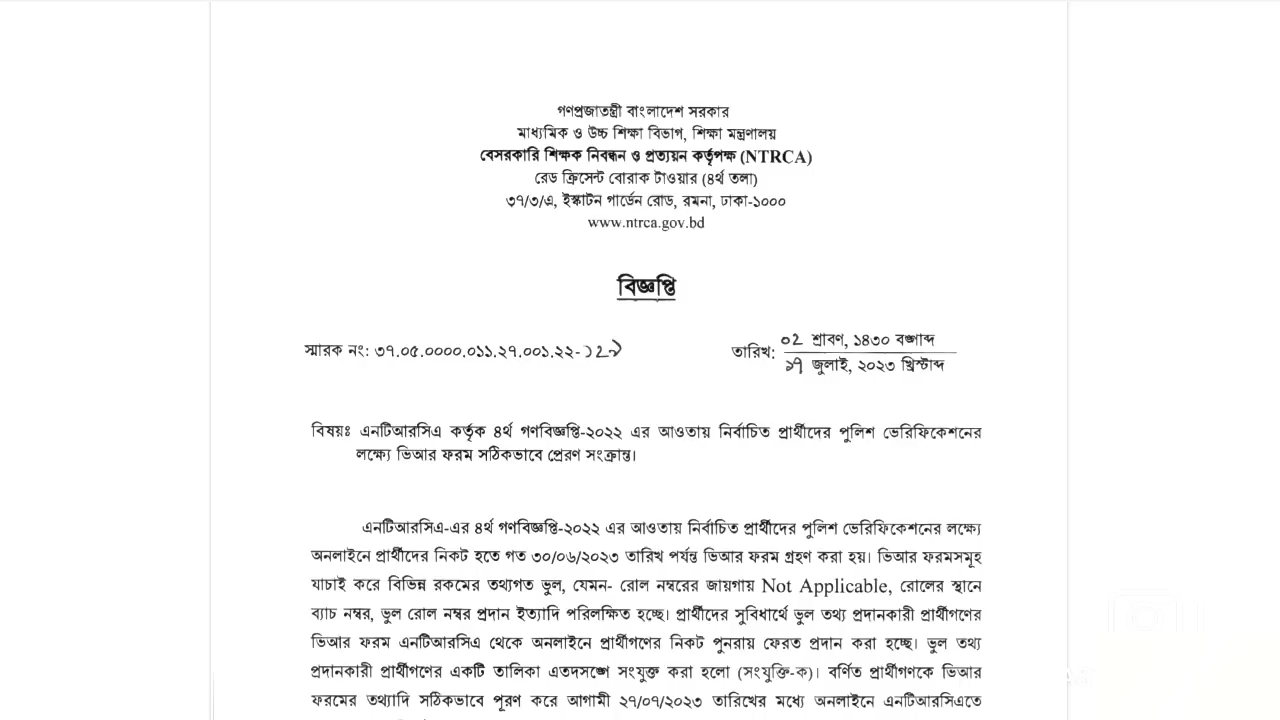 গণপ্রজাতন্ত্রী বাংলাদেশ সরকার
মাধ্যমিক ও উচ্চ শিক্ষা বিভাগ, শিক্ষা মন্ত্রণালয়
বেসরকারি শিক্ষক নিবন্ধন ও প্রত্যয়ন কর্তৃপক্ষ (NTRCA)
রেড ক্রিসেন্ট বোরাক টাওয়ার (৪র্থ তলা)
৩৭/৩/এ, ইস্কাটন গার্ডেন রোড, রমনা, ঢাকা-১০০০
www.ntrca.gov.bd
বিজ্ঞপ্তি
স্মারক নং: ৩৭.০৫.০০০০.০১১.২৭.০০১.২২-১২৯
তারিখ: ০২ শ্রাবণ, ১৪৩০ বঙ্গাব্দ
১৭ জুলাই, ২০২৩ খ্রিস্টাব্দ
বিষয়ঃ এনটিআরসিএ কর্তৃক ৪র্থ গণবিজ্ঞপ্তি-২০২২ এর আওতায় নির্বাচিত প্রার্থীদের পুলিশ ভেরিফিকেশনের
লক্ষ্যে ভিআর ফরম সঠিকভাবে প্রেরণ সংক্রান্ত।
এনটিআরসিএ-এর ৪র্থ গণবিজ্ঞপ্তি-২০২২ এর আওতায় নির্বাচিত প্রার্থীদের পুলিশ ভেরিফিকেশনের লক্ষ্যে
অনলাইনে প্রার্থীদের নিকট হতে গত ৩০/০৬/২০২৩ তারিখ পর্যন্ত ভিআর ফরম গ্রহণ করা হয়। ভিআর ফরমসমূহ
যাচাই করে বিভিন্ন রকমের তথ্যগত ভুল, যেমন- রোল নম্বরের জায়গায় Not Applicable, রোলের স্থানে
ব্যাচ নম্বর, ভুল রোল নম্বর প্রদান ইত্যাদি পরিলক্ষিত হচ্ছে। প্রার্থীদের সুবিধার্থে ভুল তথ্য প্রদানকারী প্রার্থীগণের
ভিআর ফরম এনটিআরসিএ থেকে অনলাইনে প্রার্থীগণের নিকট পুনরায় ফেরত প্রদান করা হচ্ছে। ভুল তথ্য
প্রদানকারী প্রার্থীগণের একটি তালিকা এতদসঙ্গে সংযুক্ত করা হলো (সংযুক্তি-ক)। বর্ণিত প্রার্থীগণকে ভিআর
ফরমের তথ্যাদি সঠিকভাবে পূরণ করে আগামী ২৭/০৭/২০২৩ তারিখের মধ্যে অনলাইনে এনটিআরসিএতে